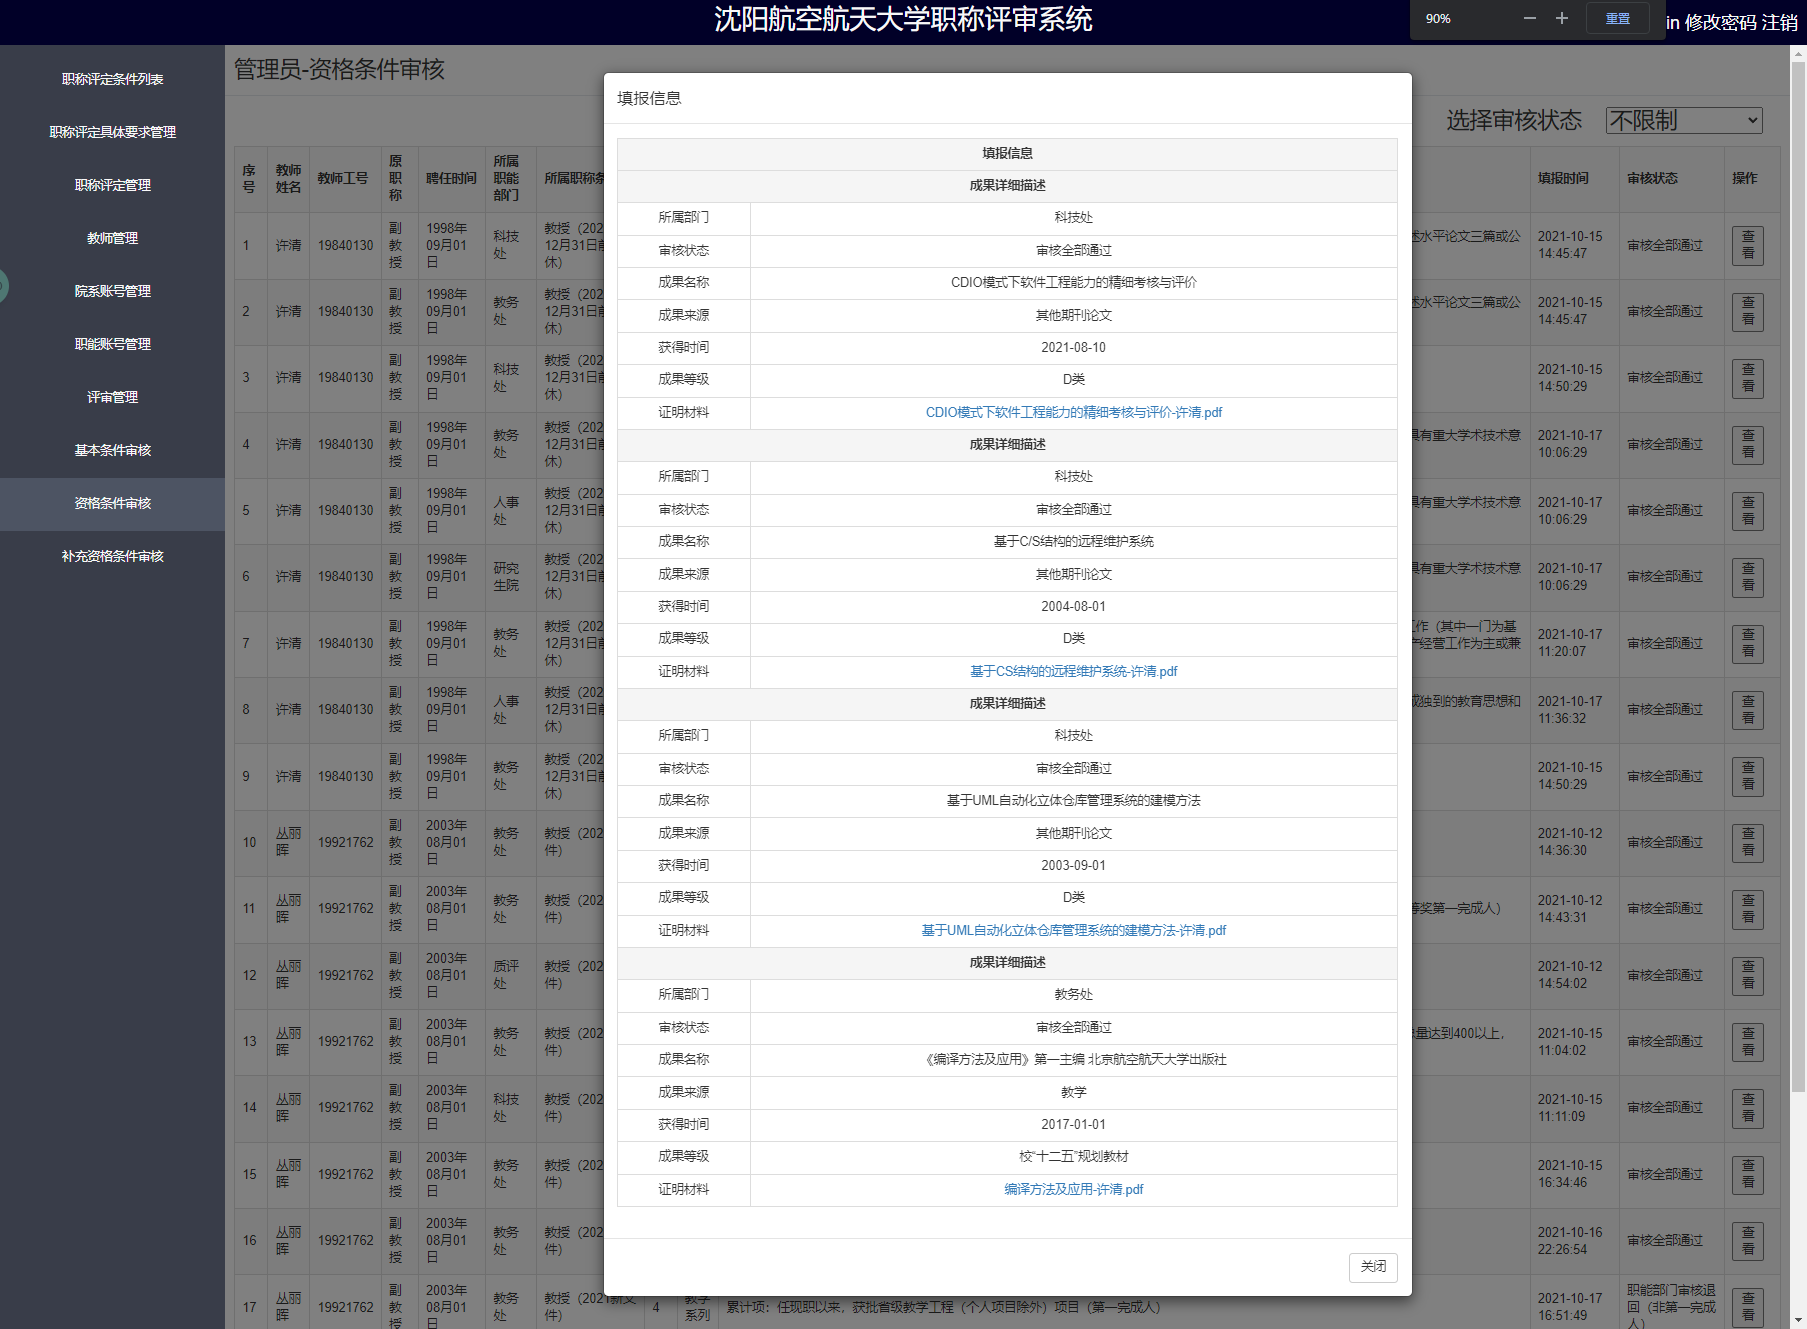 沈阳航空航天大学职称评审系统
90%
重置
in 修改密码 注销
职称评定条件列表
职称评定具体要求管理
职称评定管理
教师管理
院系账号管理
职能账号管理
评审管理
基本条件审核
资格条件审核
补充资格条件审核
管理员-资格条件审核
选择审核状态 不限制
填报信息
填报信息
成果详细描述
所属部门 科技处
审核状态 审核全部通过
成果名称 CDIO模式下软件工程能力的精细考核与评价
成果来源 其他期刊论文
获得时间 2021-08-10
成果等级 D类
证明材料 CDIO模式下软件工程能力的精细考核与评价-许清.pdf
成果详细描述
所属部门 科技处
审核状态 审核全部通过
成果名称 基于C/S结构的远程维护系统
成果来源 其他期刊论文
获得时间 2004-08-01
成果等级 D类
证明材料 基于CS结构的远程维护系统-许清.pdf
成果详细描述
所属部门 科技处
审核状态 审核全部通过
成果名称 基于UML自动化立体仓库管理系统的建模方法
成果来源 其他期刊论文
获得时间 2003-09-01
成果等级 D类
证明材料 基于UML自动化立体仓库管理系统的建模方法-许清.pdf
成果详细描述
所属部门 教务处
审核状态 审核全部通过
成果名称 《编译方法及应用》第一主编 北京航空航天大学出版社
成果来源 教学
获得时间 2017-01-01
成果等级 校“十二五”规划教材
证明材料 编译方法及应用-许清.pdf
关闭
序号 教师姓名 教师工号 原职称 聘任时间 所属职能部门 所属职称条 填报时间 审核状态 操作
1 许清 19840130 副教授 1998年09月01日 科技处 教授（202 12月31日前 休） 述水平论文三篇或公 2021-10-15 14:45:47 审核全部通过 查看
2 许清 19840130 副教授 1998年09月01日 教务处 教授（202 12月31日前 休） 述水平论文三篇或公 2021-10-15 14:45:47 审核全部通过 查看
3 许清 19840130 副教授 1998年09月01日 科技处 教授（202 12月31日前 休） 2021-10-15 14:50:29 审核全部通过 查看
4 许清 19840130 副教授 1998年09月01日 教务处 教授（202 12月31日前 休） 具有重大学术技术意 2021-10-17 10:06:29 审核全部通过 查看
5 许清 19840130 副教授 1998年09月01日 人事处 教授（202 12月31日前 休） 具有重大学术技术意 2021-10-17 10:06:29 审核全部通过 查看
6 许清 19840130 副教授 1998年09月01日 研究生院 教授（202 12月31日前 休） 具有重大学术技术意 2021-10-17 10:06:29 审核全部通过 查看
7 许清 19840130 副教授 1998年09月01日 教务处 教授（202 12月31日前 休） 工作（其中一门为基 产经营工作为主或兼 2021-10-17 11:20:07 审核全部通过 查看
8 许清 19840130 副教授 1998年09月01日 人事处 教授（202 12月31日前 休） 成独到的教育思想和 2021-10-17 11:36:32 审核全部通过 查看
9 许清 19840130 副教授 1998年09月01日 教务处 教授（202 12月31日前 休） 2021-10-15 14:50:29 审核全部通过 查看
10 丛丽晖 19921762 副教授 2003年08月01日 教务处 教授（202 件） 2021-10-12 14:36:30 审核全部通过 查看
11 丛丽晖 19921762 副教授 2003年08月01日 教务处 教授（202 件） 等奖第一完成人） 2021-10-12 14:43:31 审核全部通过 查看
12 丛丽晖 19921762 副教授 2003年08月01日 质评处 教授（202 件） 2021-10-12 14:54:02 审核全部通过 查看
13 丛丽晖 19921762 副教授 2003年08月01日 教务处 教授（202 件） 量达到400以上， 2021-10-15 11:04:02 审核全部通过 查看
14 丛丽晖 19921762 副教授 2003年08月01日 科技处 教授（202 件） 2021-10-15 11:11:09 审核全部通过 查看
15 丛丽晖 19921762 副教授 2003年08月01日 教务处 教授（202 件） 2021-10-15 16:34:46 审核全部通过 查看
16 丛丽晖 19921762 副教授 2003年08月01日 教务处 教授（202 件） 2021-10-16 22:26:54 审核全部通过 查看
17 丛丽晖 19921762 副教授 2003年08月01日 教务处 教授（2021新文件） 4 教学系列 累计项：任现职以来，获批省级教学工程（个人项目除外）项目（第一完成人） 2021-10-17 16:51:49 职能部门审核退回（非第一完成人） 查看